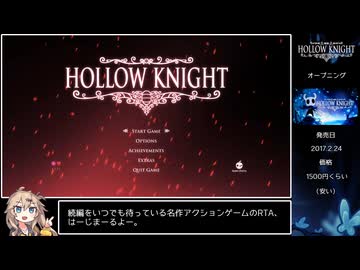 HOLLOW KNIGHT
START GAME
OPTIONS
ACHIEVEMENTS
EXTRAS
QUIT GAME
HOLLOW KNIGHT
オープニング
HOLLOW KNIGHT
発売日
2017.2.24
価格
1500円くらい
(安い)
続編をいつでも待っている名作アクションゲームのRTA、
はーじまーるよー。